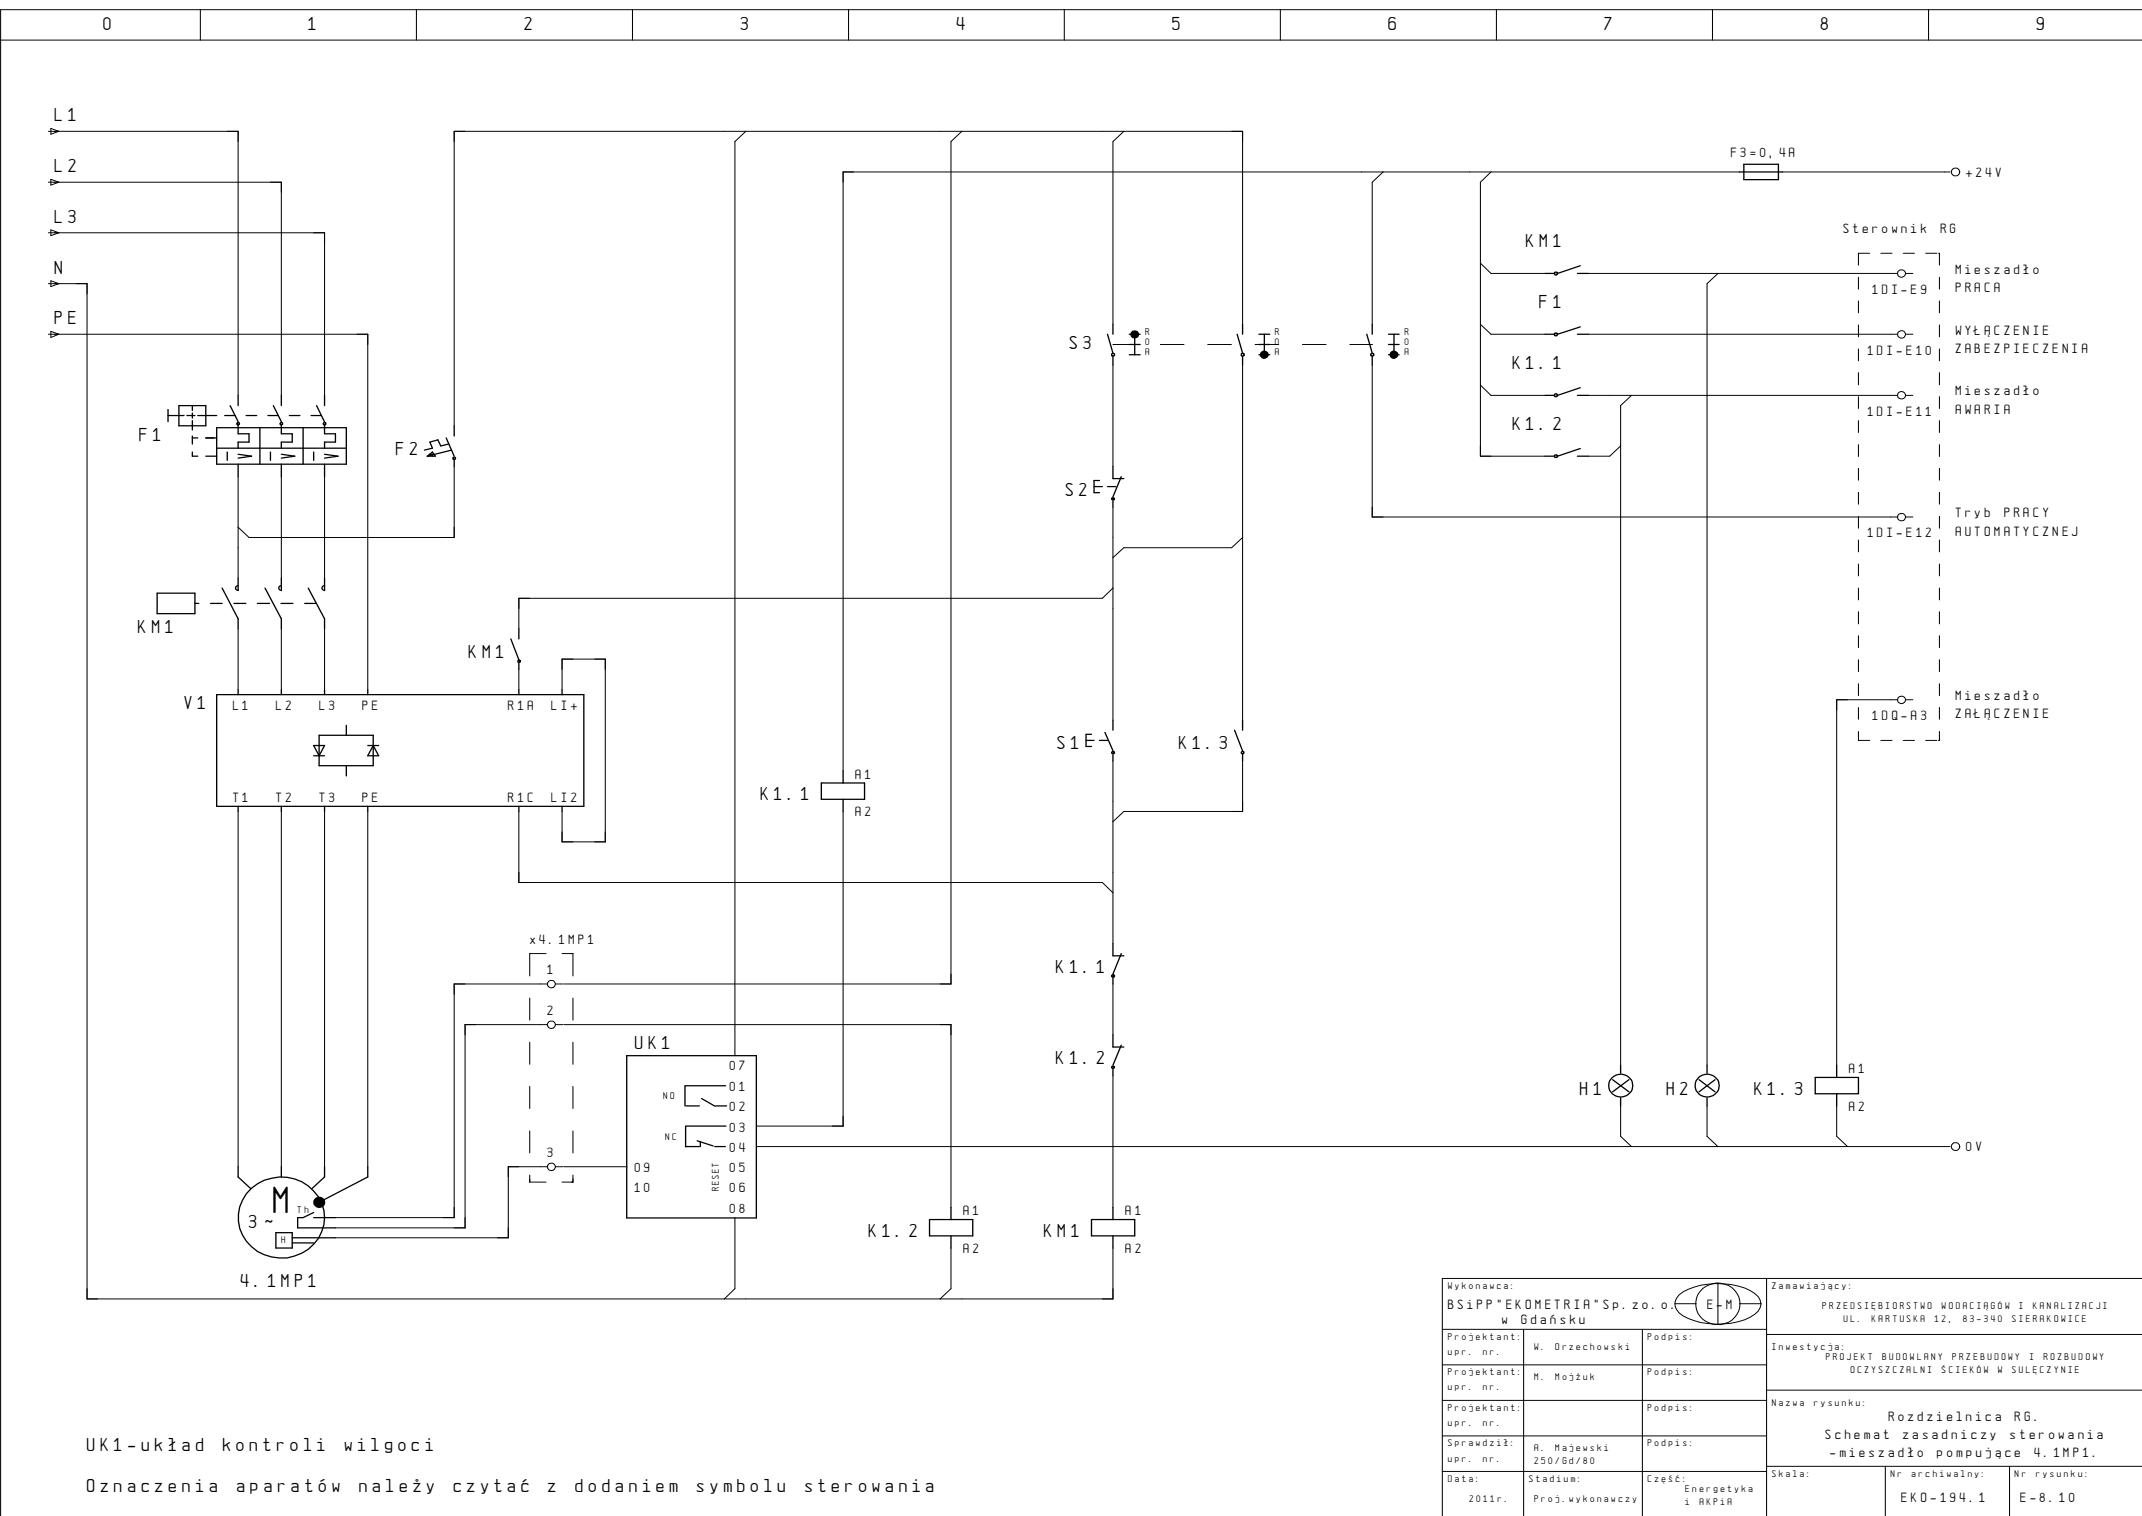 0 1 2 3 4 5 6 7 8 9
L1
L2
L3
N
PE
F3=0,4A
+24V
Sterownik RG
KM1
1DI-E9
Mieszadło
PRACA
F1
1DI-E10
WYŁĄCZENIE
ZABEZPIECZENIA
S3
R
0
A
R
0
A
R
0
A
K1.1
1DI-E11
Mieszadło
AWARIA
K1.2
F1
F2
S2
1DI-E12
Tryb PRACY
AUTOMATYCZNEJ
KM1
KM1
V1
L1 L2 L3 PE R1A LI+
T1 T2 T3 PE R1C LI2
1DQ-A3
Mieszadło
ZAŁĄCZENIE
S1
K1.3
K1.1
A1
A2
x4.1MP1
1
2
3
K1.1
K1.2
UK1
07
01
NO
02
03
NC
04
09
05
10
06
RESET
08
H1
H2
K1.3
A1
A2
0V
M
3~
Th
H
4.1MP1
K1.2
A1
A2
KM1
A1
A2
UK1-układ kontroli wilgoci
Oznaczenia aparatów należy czytać z dodaniem symbolu sterowania
Wykonawca:
BSiPP"EKOMETRIA"Sp.zo.o.
w Gdańsku
E-M
Zamawiający:
PRZEDSIĘBIORSTWO WODACIĄGÓW I KANALIZACJI
UL. KARTUSKA 12, 83-340 SIERAKOWICE
Projektant:
upr. nr.
W. Orzechowski
Podpis:
Inwestycja:
PROJEKT BUDOWLANY PRZEBUDOWY I ROZBUDOWY
OCZYSZCZALNI ŚCIEKÓW W SULĘCZYNIE
Projektant:
upr. nr.
M. Mojżuk
Podpis:
Projektant:
upr. nr.
Podpis:
Nazwa rysunku:
Rozdzielnica RG.
Schemat zasadniczy sterowania
-mieszadło pompujące 4.1MP1.
Sprawdził:
upr. nr.
A. Majewski
250/Gd/80
Podpis:
Data:
2011r.
Stadium:
Proj.wykonawczy
Część:
Energetyka
i AKPiA
Skala:
Nr archiwalny:
EKO-194.1
Nr rysunku:
E-8.10